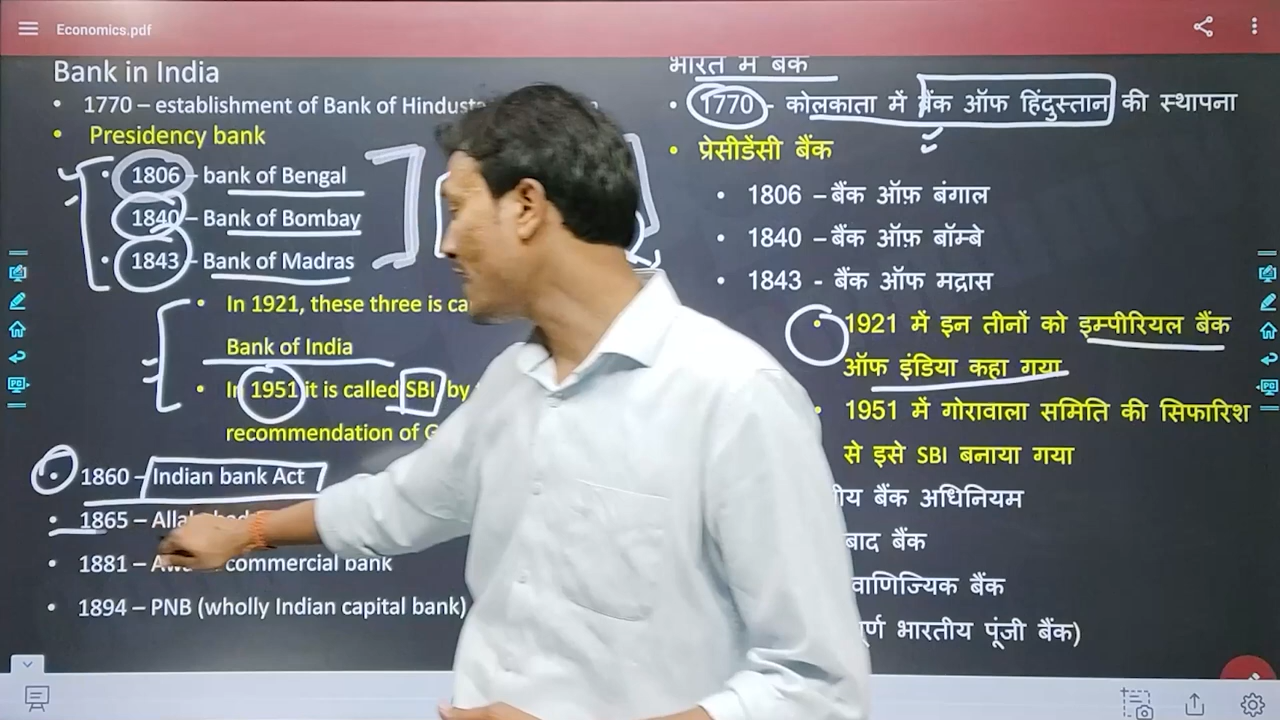 Economics.pdf
Bank in India
1770 – establishment of Bank of Hindusta
Presidency bank
1806 – bank of Bengal
1840 – Bank of Bombay
1843 – Bank of Madras
In 1921, these three is ca
Bank of India
In 1951 it is called SBI by
recommendation of G
1860 – Indian bank Act
1865 –
1881 – commercial bank
1894 – PNB (wholly Indian capital bank)
भारत में बैंक
1770 - कोलकाता में बैंक ऑफ हिंदुस्तान की स्थापना
प्रेसीडेंसी बैंक
1806 – बैंक ऑफ़ बंगाल
1840 – बैंक ऑफ़ बॉम्बे
1843 - बैंक ऑफ मद्रास
1921 में इन तीनों को इम्पीरियल बैंक
ऑफ इंडिया कहा गया
1951 में गोरावाला समिति की सिफारिश
से इसे SBI बनाया गया
ीय बैंक अधिनियम
बाद बैंक
वाणिज्यिक बैंक
र्ण भारतीय पूंजी बैंक)